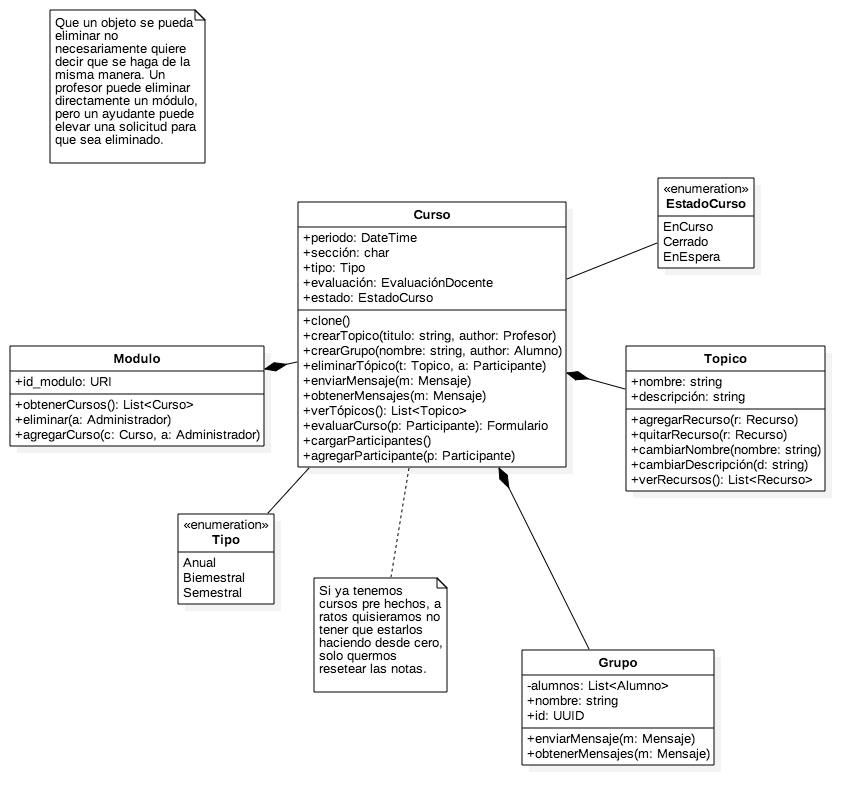 Que un objeto se pueda
eliminar no
necesariamente quiere
decir que se haga de la
misma manera. Un
profesor puede eliminar
directamente un módulo,
pero un ayudante puede
elevar una solicitud para
que sea eliminado.
«enumeration»
EstadoCurso
EnCurso
Cerrado
EnEspera
Curso
+periodo: DateTime
+sección: char
+tipo: Tipo
+evaluación: EvaluaciónDocente
+estado: EstadoCurso
+clone()
+crearTopico(titulo: string, author: Profesor)
+crearGrupo(nombre: string, author: Alumno)
+eliminarTópico(t: Topico, a: Participante)
+enviarMensaje(m: Mensaje)
+obtenerMensajes(m: Mensaje)
+verTópicos(): List<Topico>
+evaluarCurso(p: Participante): Formulario
+cargarParticipantes()
+agregarParticipante(p: Participante)
Modulo
+id_modulo: URI
+obtenerCursos(): List<Curso>
+eliminar(a: Administrador)
+agregarCurso(c: Curso, a: Administrador)
Topico
+nombre: string
+descripción: string
+agregarRecurso(r: Recurso)
+quitarRecurso(r: Recurso)
+cambiarNombre(nombre: string)
+cambiarDescripción(d: string)
+verRecursos(): List<Recurso>
«enumeration»
Tipo
Anual
Biemestral
Semestral
Si ya tenemos
cursos pre hechos, a
ratos quisieramos no
tener que estarlos
haciendo desde cero,
solo quermos
resetear las notas.
Grupo
-alumnos: List<Alumno>
+nombre: string
+id: UUID
+enviarMensaje(m: Mensaje)
+obtenerMensajes(m: Mensaje)